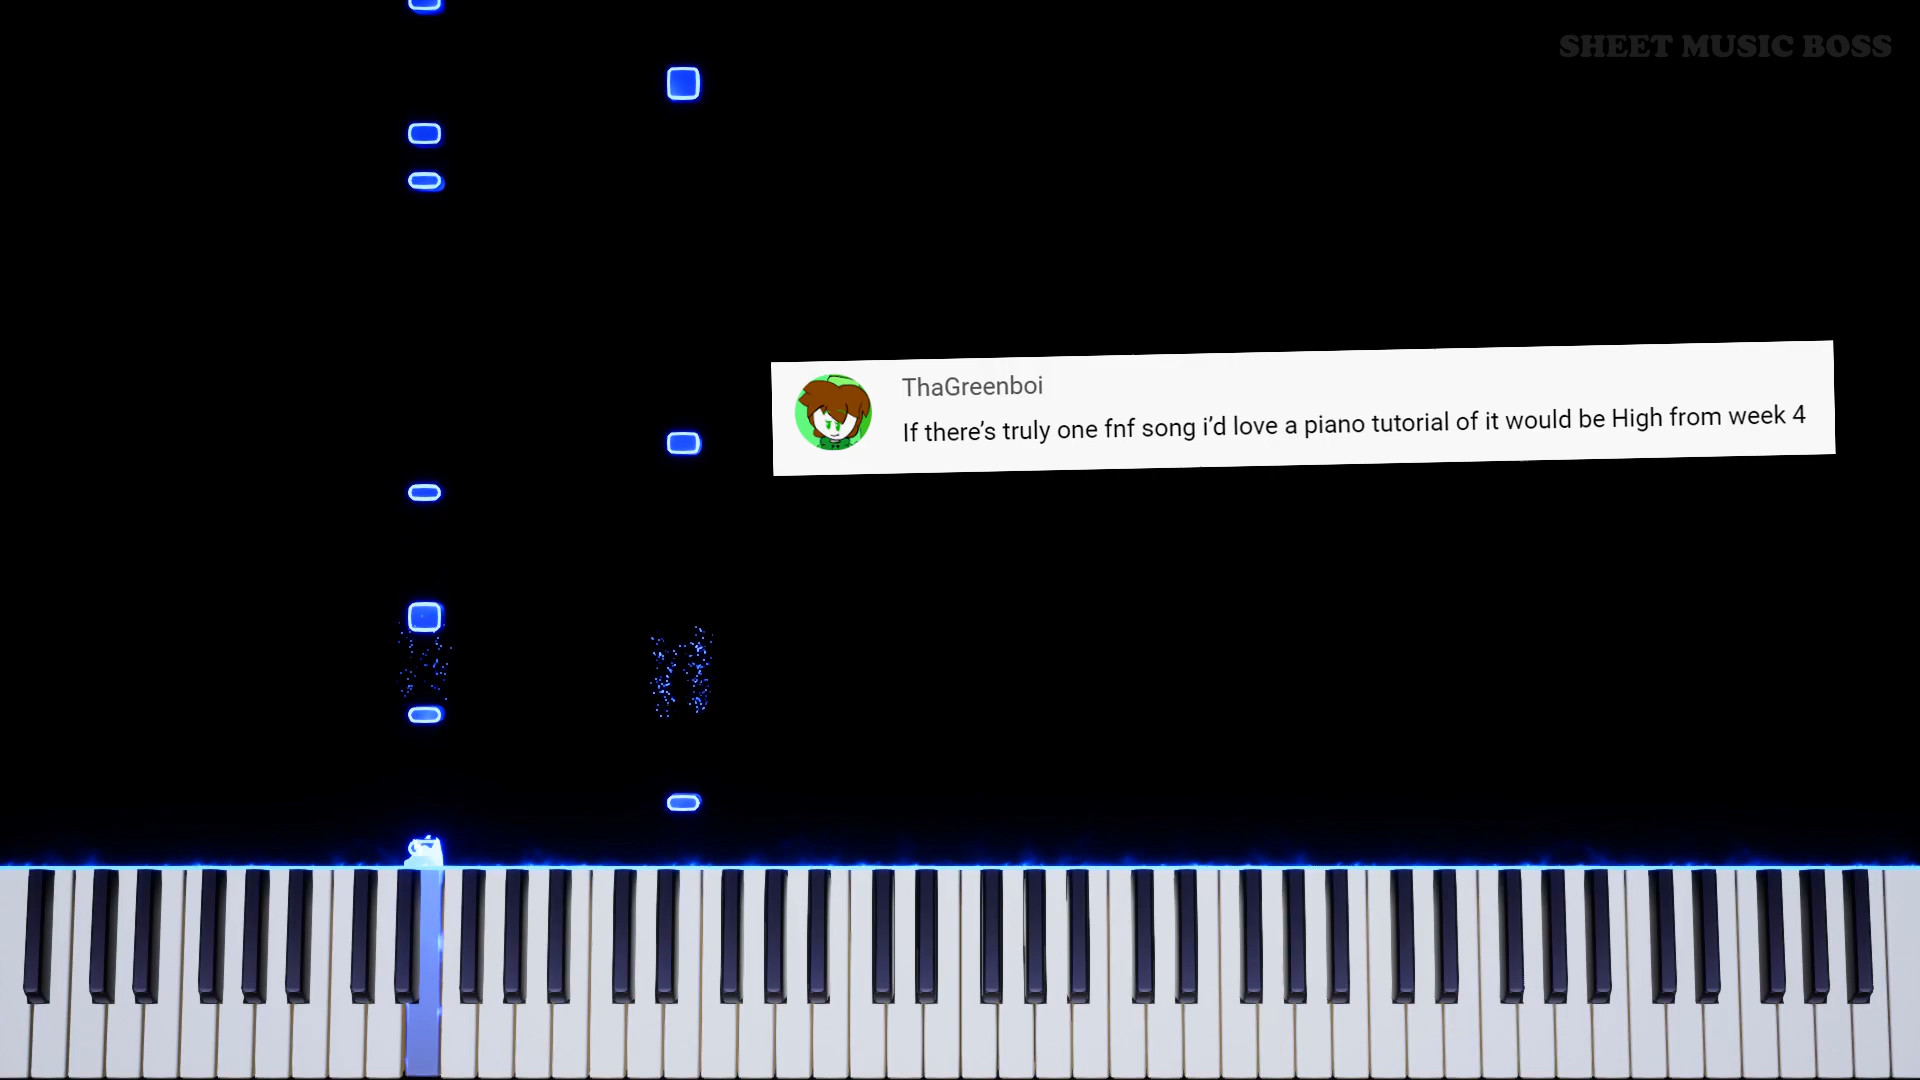 SHEET MUSIC BOSS
ThaGreenboi
If there’s truly one fnf song i’d love a piano tutorial of it would be High from week 4